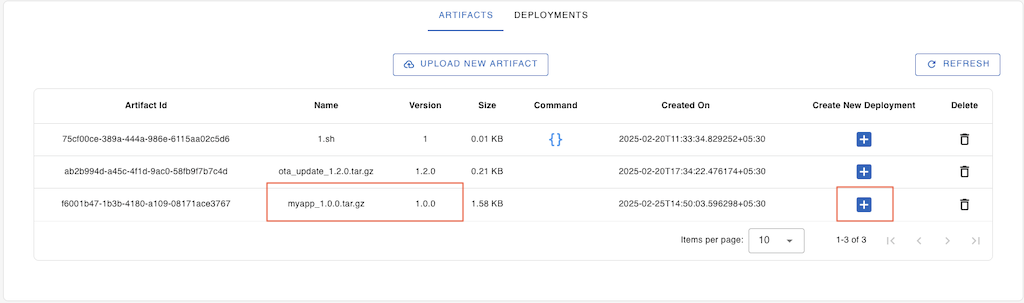 ARTIFACTS DEPLOYMENTS
UPLOAD NEW ARTIFACT REFRESH
Artifact Id Name Version Size Command Created On Create New Deployment Delete
75cf00ce-389a-444a-986e-6115aa02c5d6 1.sh 1 0.01 KB {} 2025-02-20T11:33:34.829252+05:30
ab2b994d-a45c-4f1d-9ac0-58fb9f7b7c4d ota_update_1.2.0.tar.gz 1.2.0 0.21 KB 2025-02-20T17:34:22.476174+05:30
f6001b47-1b3b-4180-a109-08171ace3767 myapp_1.0.0.tar.gz 1.0.0 1.58 KB 2025-02-25T14:50:03.596298+05:30
Items per page: 10 1-3 of 3